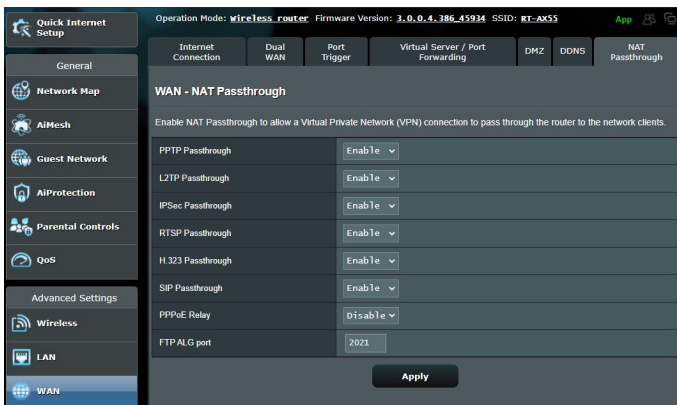 Quick Internet
Setup
Operation Mode: Wireless router Firmware Version: 3.0.0.4.386_45934 SSID: RT-AX55
App
General
Network Map
AiMesh
Guest Network
AiProtection
Parental Controls
QoS
Advanced Settings
Wireless
LAN
WAN
Internet
Connection
Dual
WAN
Port
Trigger
Virtual Server / Port
Forwarding
DMZ
DDNS
NAT
Passthrough
WAN - NAT Passthrough
Enable NAT Passthrough to allow a Virtual Private Network (VPN) connection to pass through the router to the network clients.
PPTP Passthrough Enable
L2TP Passthrough Enable
IPSec Passthrough Enable
RTSP Passthrough Enable
H.323 Passthrough Enable
SIP Passthrough Enable
PPPoE Relay Disable
FTP ALG port 2021
Apply